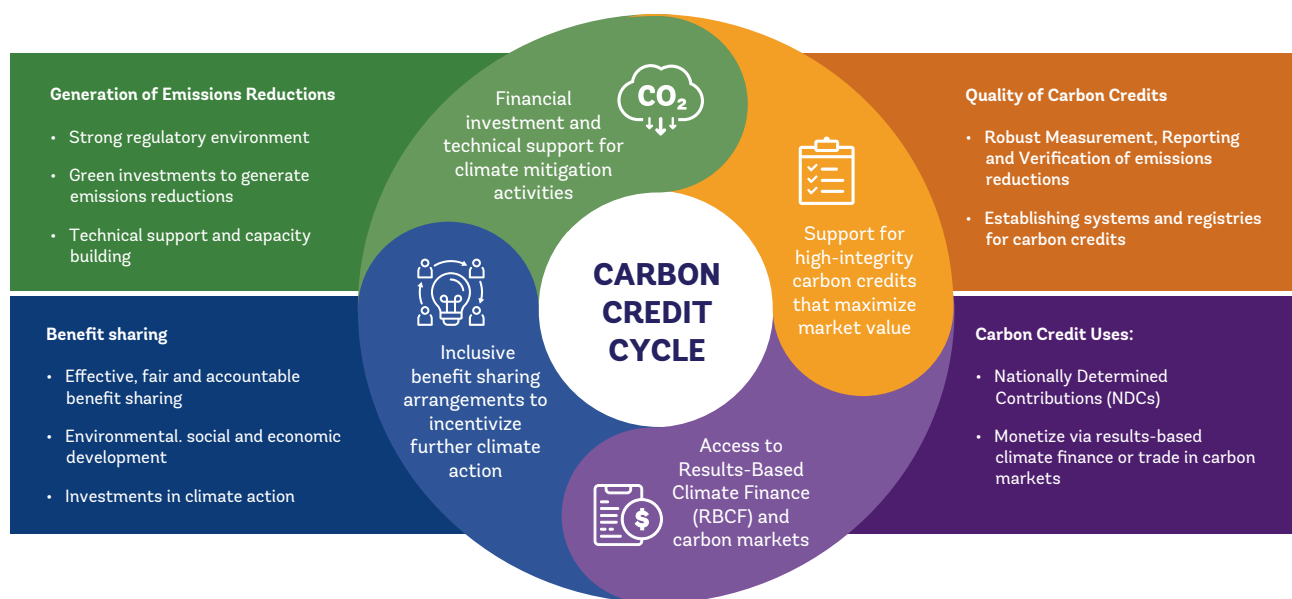 Generation of Emissions Reductions
• Strong regulatory environment
• Green investments to generate
emissions reductions
• Technical support and capacity
building
Financial
investment and
technical support for
climate mitigation
activities
CO₂
Quality of Carbon Credits
• Robust Measurement, Reporting
and Verification of emissions
reductions
• Establishing systems and registries
for carbon credits
Support for
high-integrity
carbon credits
that maximize
market value
CARBON
CREDIT
CYCLE
Benefit sharing
• Effective, fair and accountable
benefit sharing
• Environmental. social and economic
development
• Investments in climate action
Inclusive
benefit sharing
arrangements to
incentivize
further climate
action
Access to
Results-Based
Climate Finance
(RBCF) and
carbon markets
$
Carbon Credit Uses:
• Nationally Determined
Contributions (NDCs)
• Monetize via results-based
climate finance or trade in carbon
markets